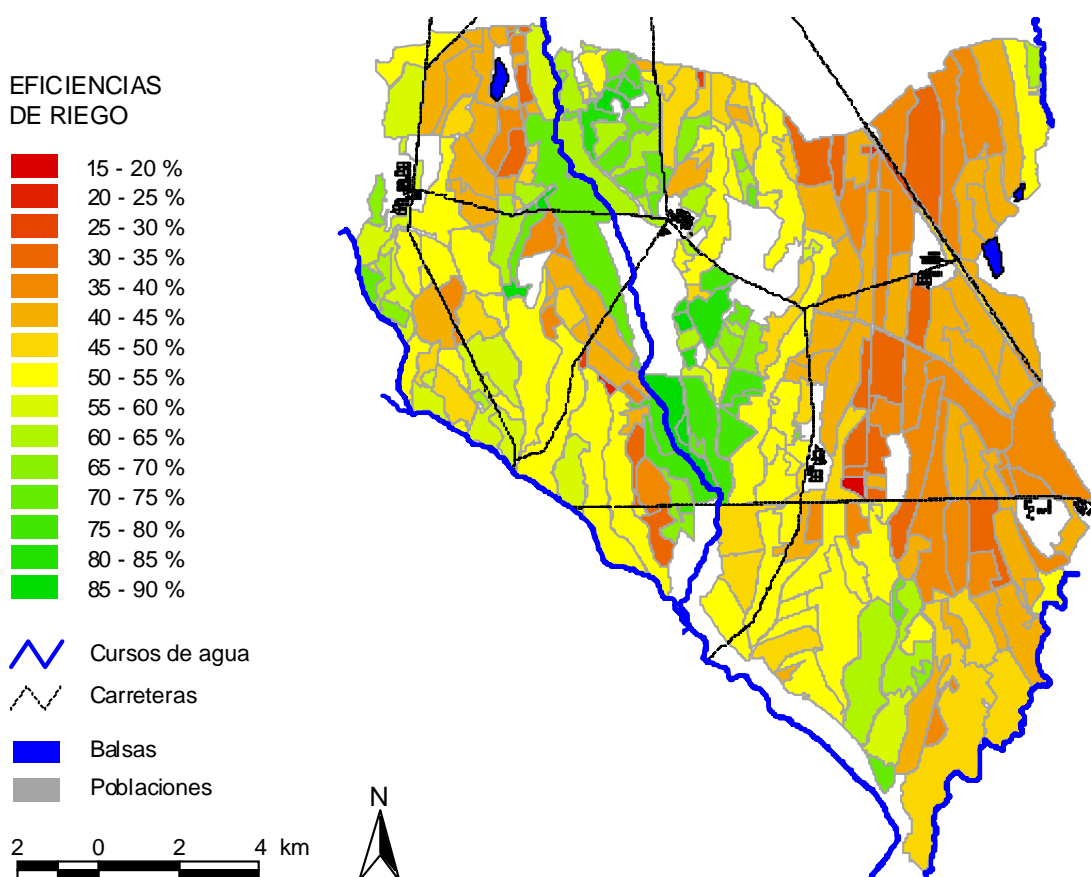 EFICIENCIAS
DE RIEGO
15 - 20 %
20 - 25 %
25 - 30 %
30 - 35 %
35 - 40 %
40 - 45 %
45 - 50 %
50 - 55 %
55 - 60 %
60 - 65 %
65 - 70 %
70 - 75 %
75 - 80 %
80 - 85 %
85 - 90 %
Cursos de agua
Carreteras
Balsas
Poblaciones
2 0 2 4 km
N